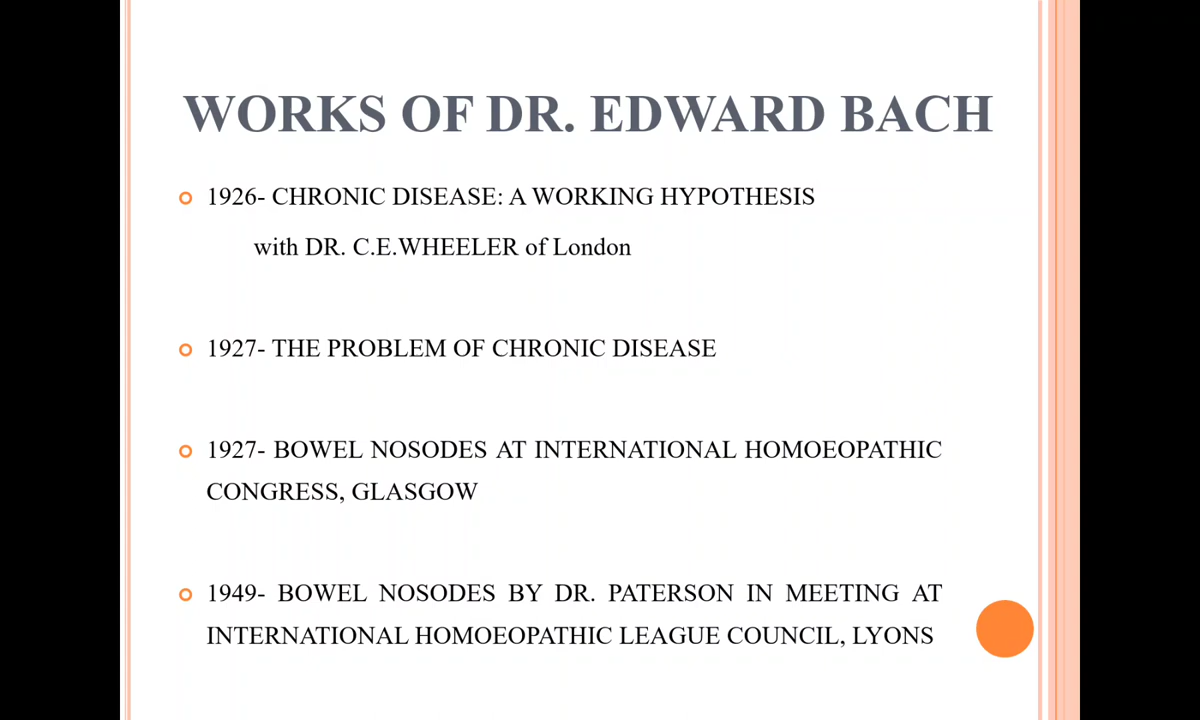 WORKS OF DR. EDWARD BACH
1926- CHRONIC DISEASE: A WORKING HYPOTHESIS
with DR. C.E.WHEELER of London
1927- THE PROBLEM OF CHRONIC DISEASE
1927- BOWEL NOSODES AT INTERNATIONAL HOMOEOPATHIC
CONGRESS, GLASGOW
1949- BOWEL NOSODES BY DR. PATERSON IN MEETING AT
INTERNATIONAL HOMOEOPATHIC LEAGUE COUNCIL, LYONS